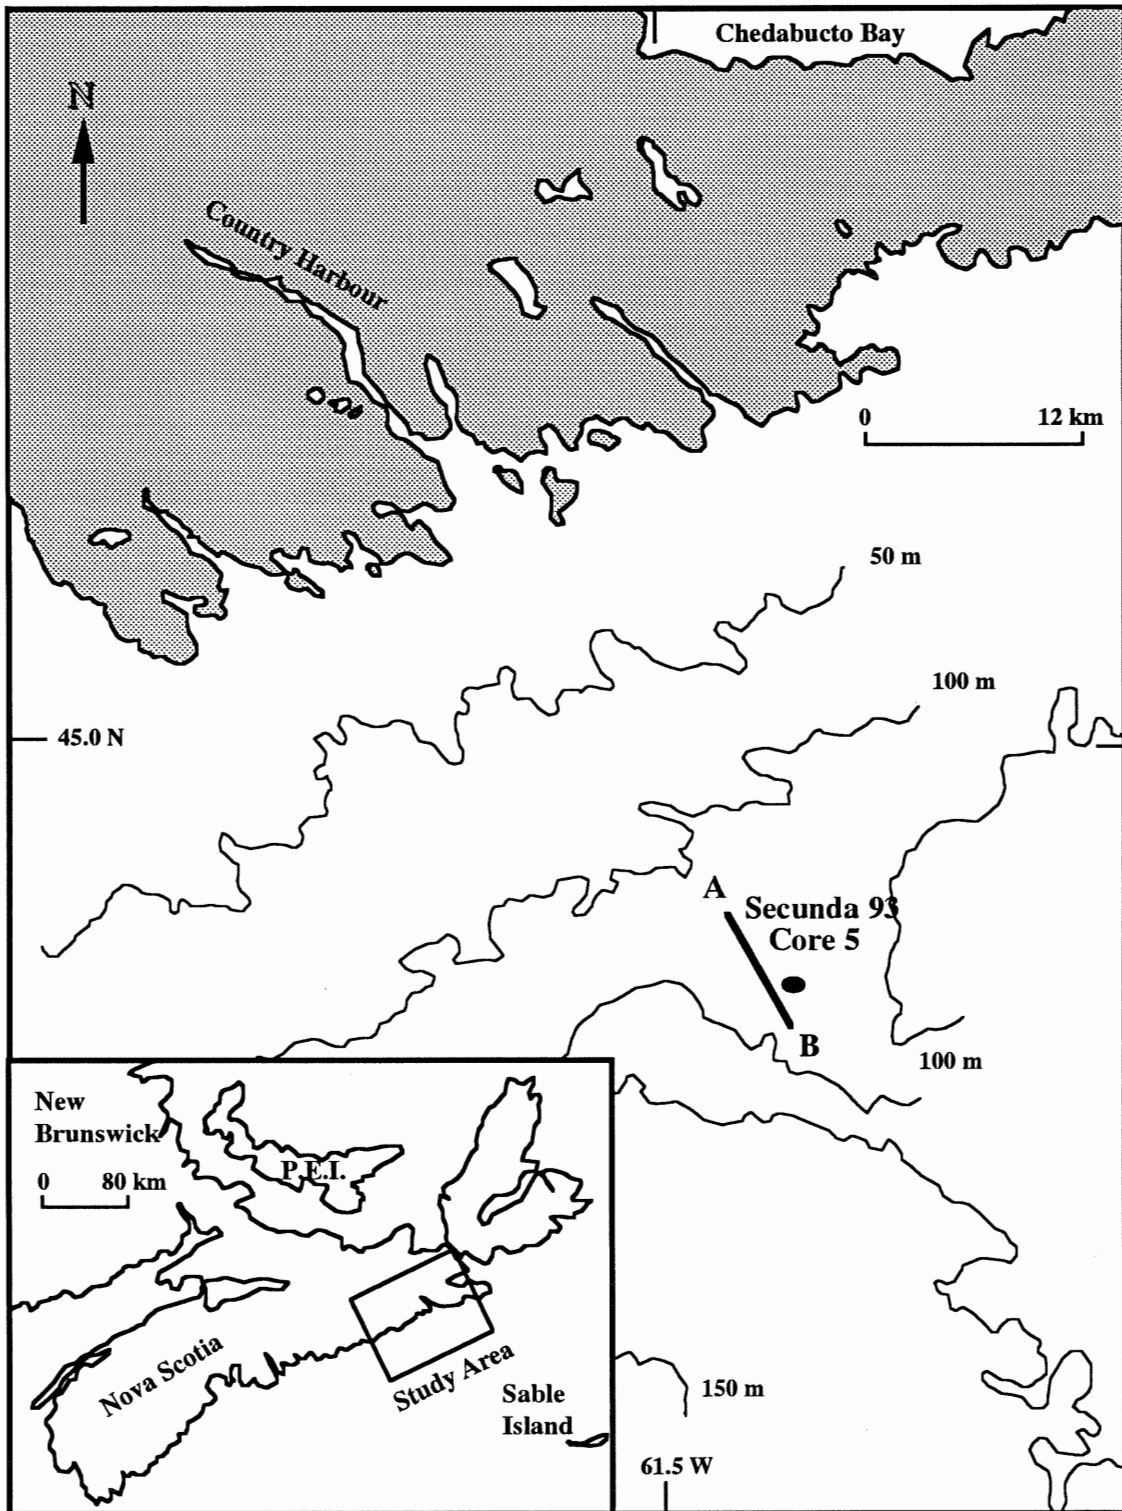 Chedabucto Bay
N
Country Harbour
0 12 km
50 m
100 m
45.0 N
A
Secunda 93
Core 5
B
100 m
New
Brunswick
P.E.I.
0 80 km
Nova Scotia
Study Area
Sable
Island
150 m
61.5 W